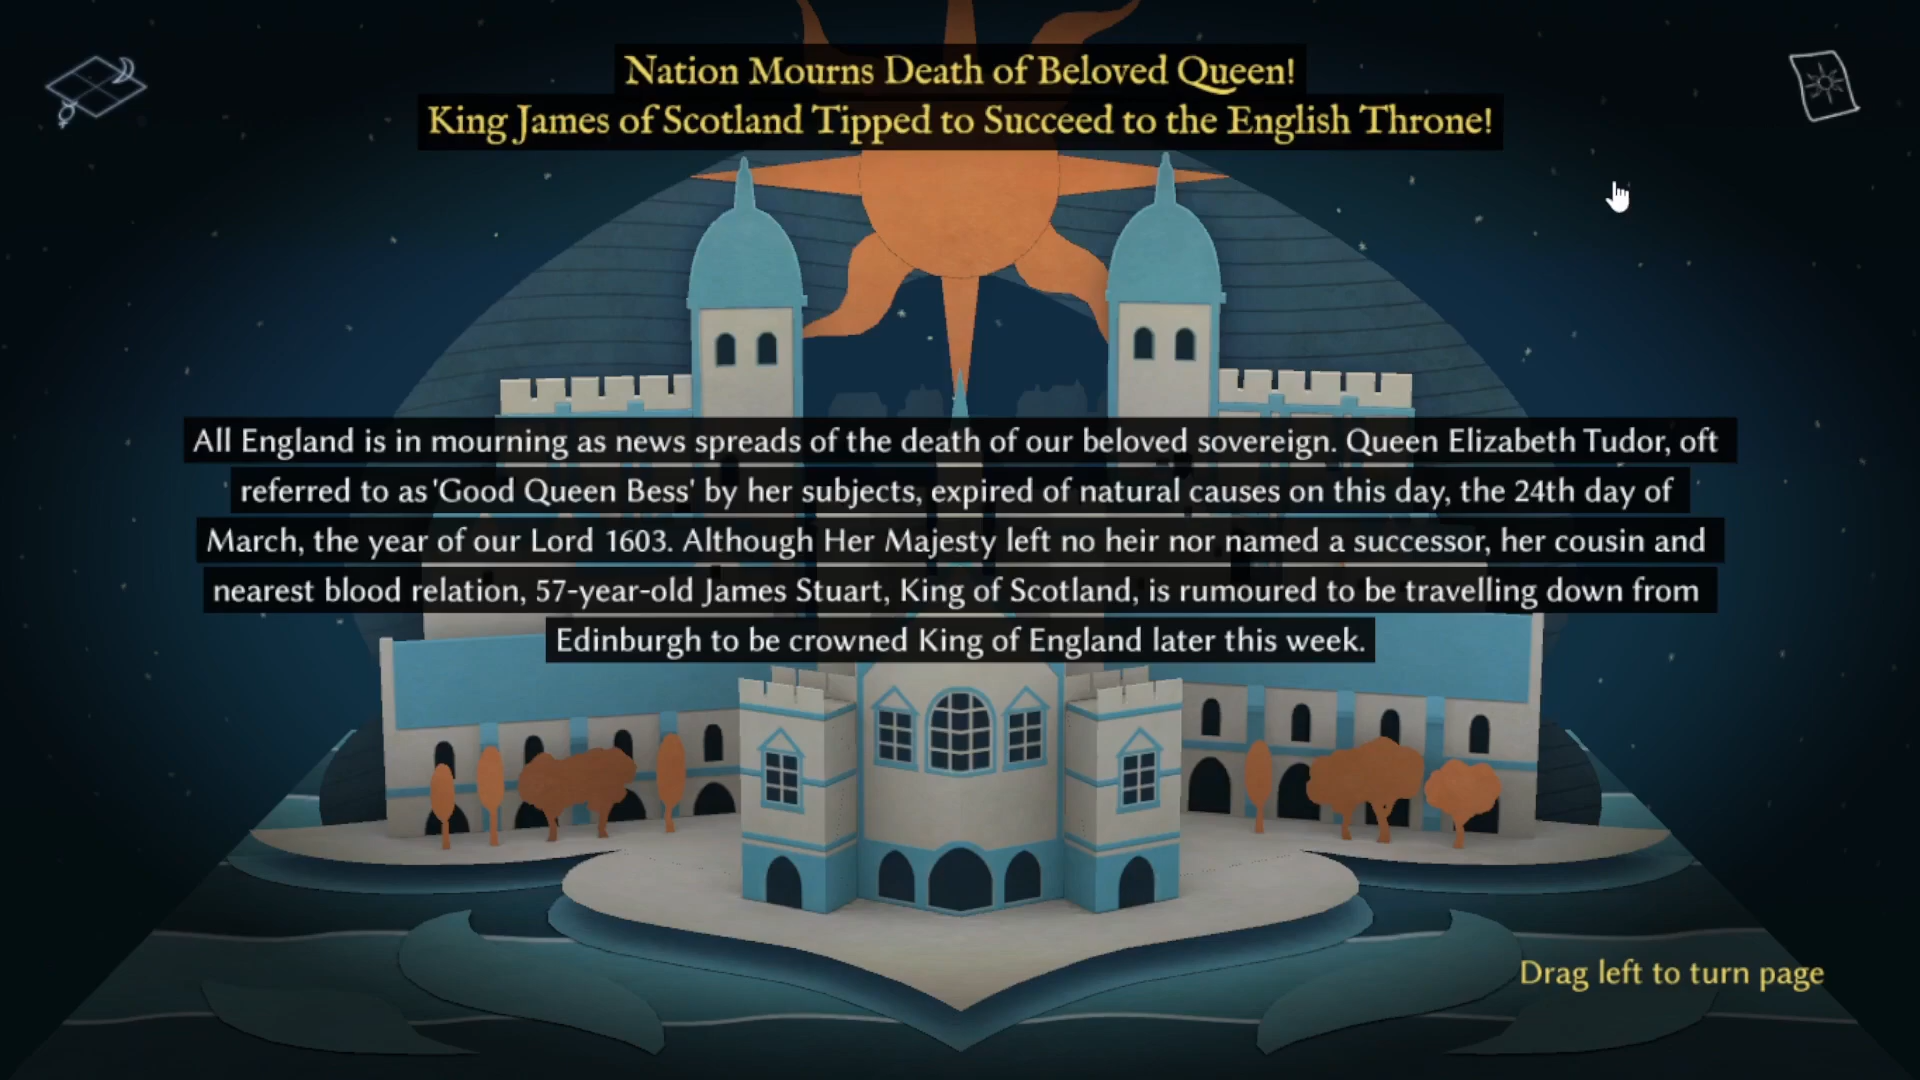 Nation Mourns Death of Beloved Queen!
King James of Scotland Tipped to Succeed to the English Throne!
All England is in mourning as news spreads of the death of our beloved sovereign. Queen Elizabeth Tudor, oft
referred to as 'Good Queen Bess' by her subjects, expired of natural causes on this day, the 24th day of
March, the year of our Lord 1603. Although Her Majesty left no heir nor named a successor, her cousin and
nearest blood relation, 57-year-old James Stuart, King of Scotland, is rumoured to be travelling down from
Edinburgh to be crowned King of England later this week.
Drag left to turn page